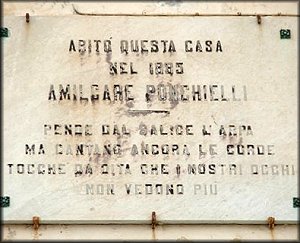 ABITÒ QUESTA CASA
NEL 1885
AMILCARE PONCHIELLI
PENDE DAL SALICE L'ARPA
MA CANTANO ANCORA LE CORDE
TOCCHE DA DITA CHE I NOSTRI OCCHI
NON VEDONO PIÙ